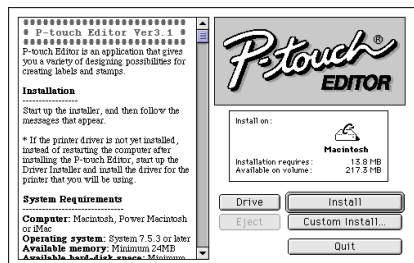 P-touch Editor Ver3.1
P-touch Editor is an application that gives
you a variety of designing possibilities for
creating labels and stamps.
Installation
----------------
Start up the installer, and then follow the
messages that appear.
* If the printer driver is not yet installed,
instead of restarting the computer after
installing the P-touch Editor, start up the
Driver Installer and install the driver for the
printer that you will be using.
System Requirements
------------------------------
Computer: Macintosh, Power Macintosh
or iMac
Operating system: System 7.5.3 or later
Available memory: Minimum 24MB
Available hard-disk space: Minimum
P-touch®
EDITOR
Install on:
Macintosh
Installation requires: 13.8 MB
Available on volume: 217.3 MB
Drive
Install
Eject
Custom Install...
Quit